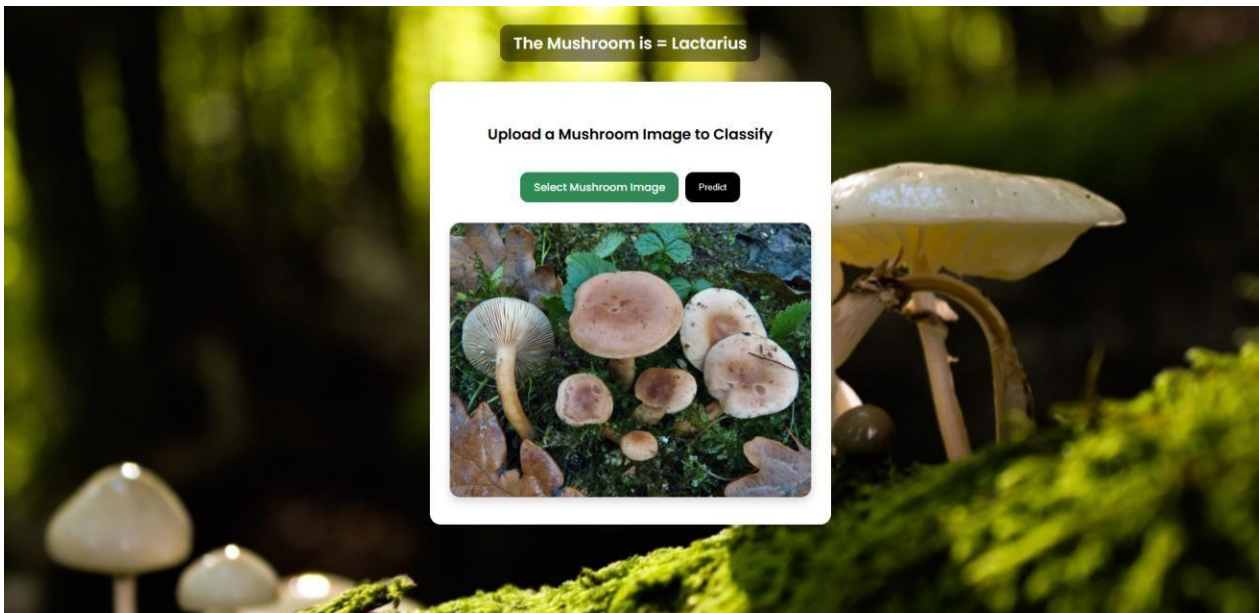 The Mushroom is = Lactarius
Upload a Mushroom Image to Classify
Select Mushroom Image
Predict